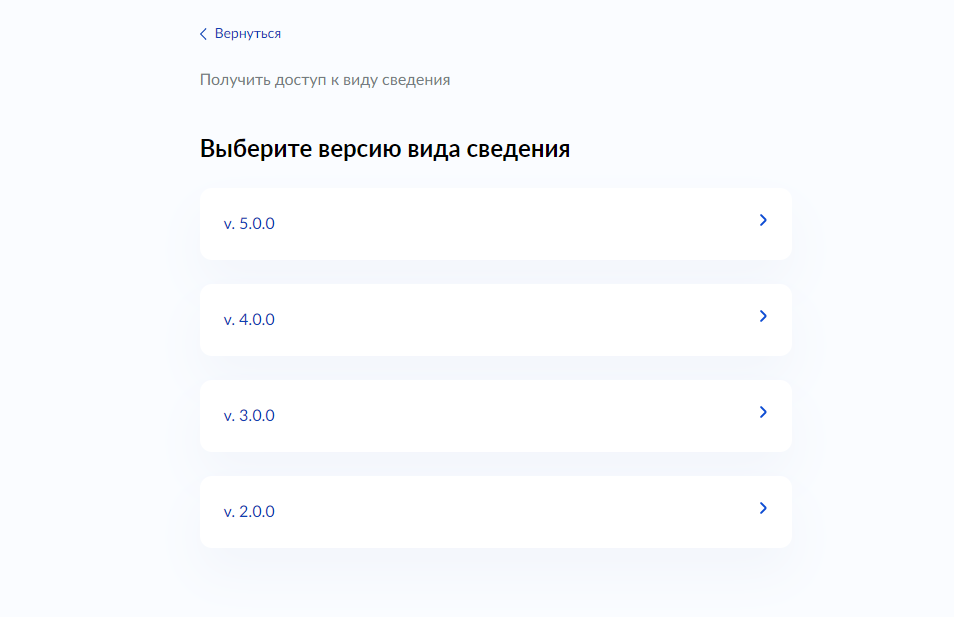 Вернуться
Получить доступ к виду сведения
Выберите версию вида сведения
v. 5.0.0
v. 4.0.0
v. 3.0.0
v. 2.0.0